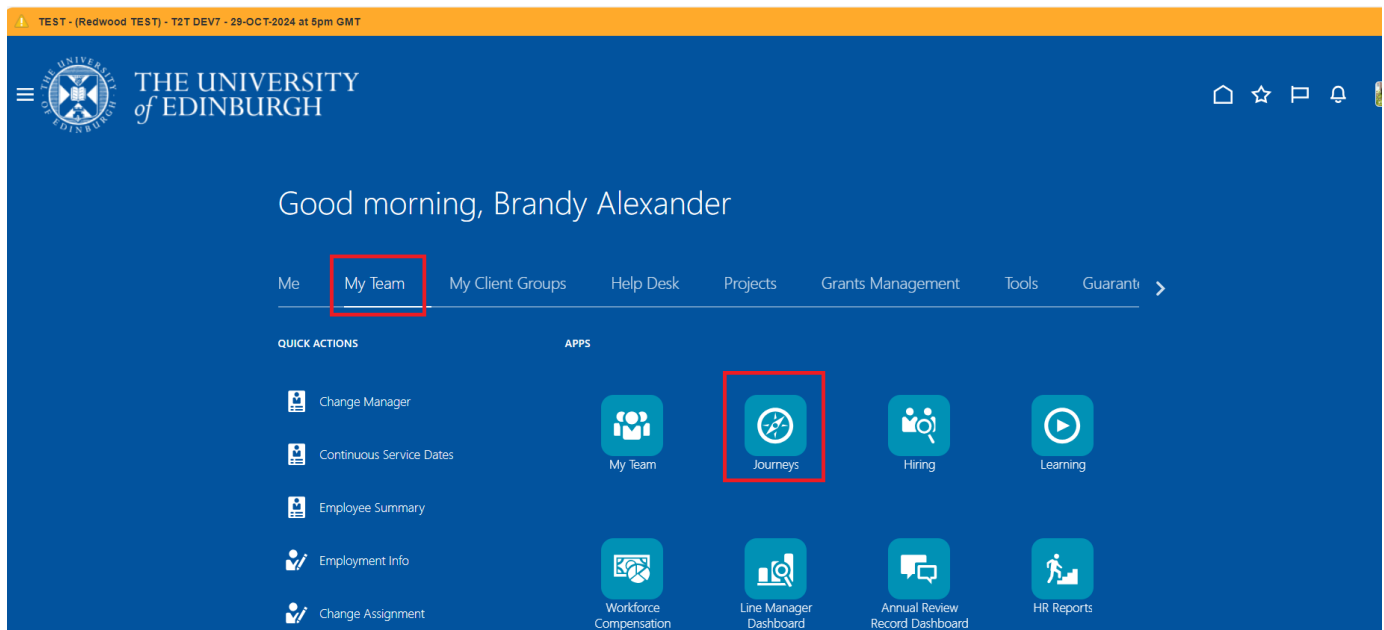 TEST - (Redwood TEST) - T2T DEV7 - 29-OCT-2024 at 5pm GMT
THE UNIVERSITY
of EDINBURGH
Good morning, Brandy Alexander
Me My Team My Client Groups Help Desk Projects Grants Management Tools Guarant
QUICK ACTIONS
APPS
Change Manager
Continuous Service Dates
Employee Summary
Employment Info
Change Assignment
My Team
Journeys
Hiring
Learning
Workforce
Compensation
Line Manager
Dashboard
Annual Review
Record Dashboard
HR Reports